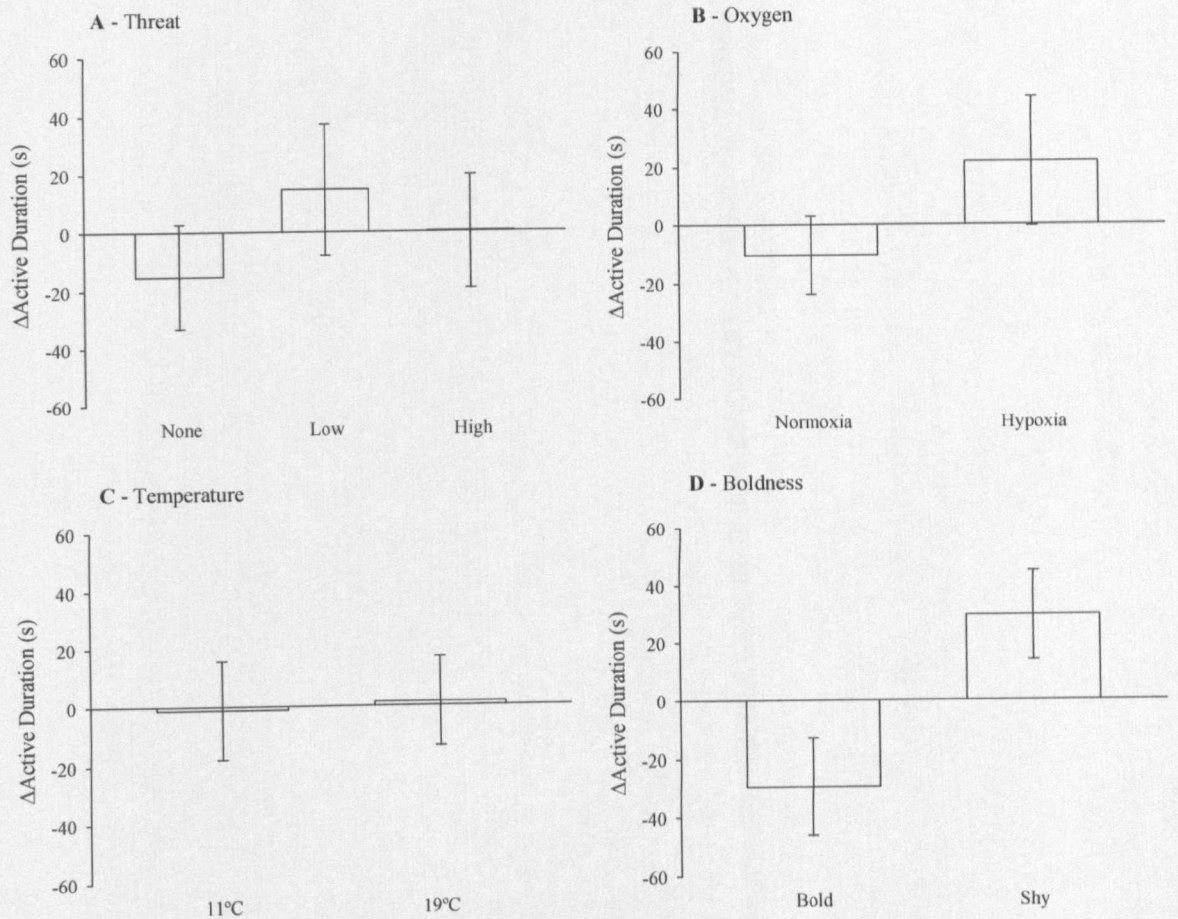 A - Threat
60
40
20
0
-20
-40
-60
ΔActive Duration (s)
None Low High
B - Oxygen
60
40
20
0
-20
-40
-60
ΔActive Duration (s)
Normoxia Hypoxia
C - Temperature
60
40
20
0
-20
-40
-60
ΔActive Duration (s)
11ºC 19ºC
D - Boldness
60
40
20
0
-20
-40
-60
ΔActive Duration (s)
Bold Shy